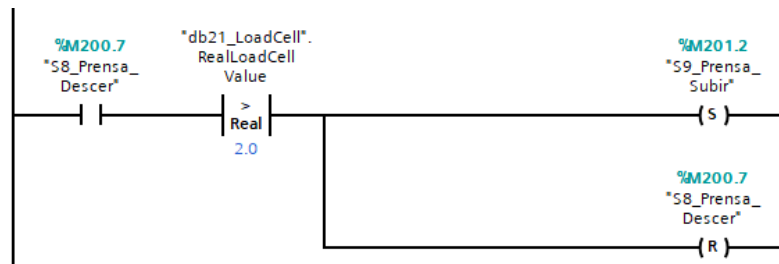 %M200.7
"S8_Prensa_
Descer"
"db21_LoadCell".
RealLoadCell
Value
>
Real
2.0
%M201.2
"S9_Prensa_
Subir"
S
%M200.7
"S8_Prensa_
Descer"
R